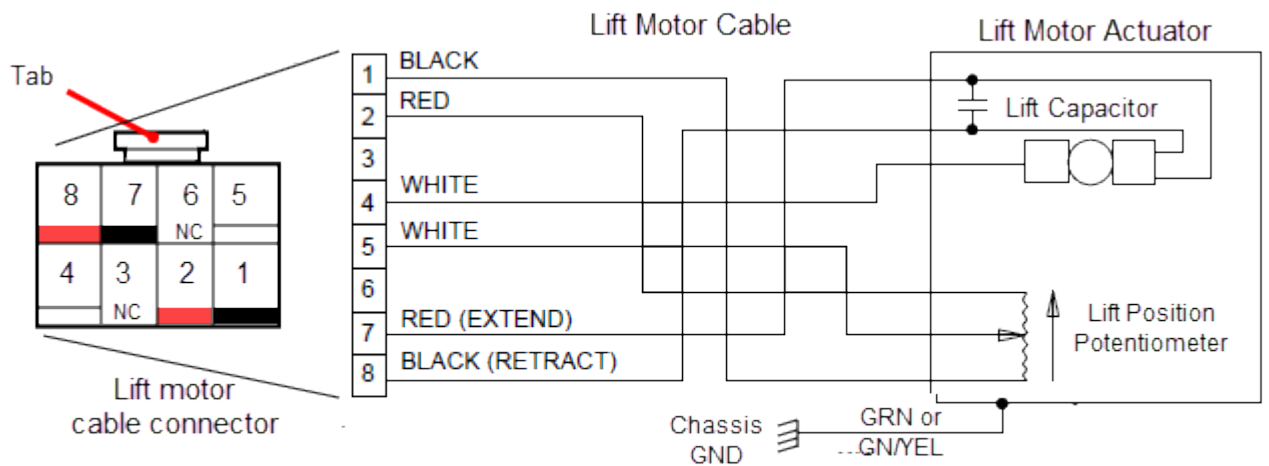 Lift Motor Cable
Lift Motor Actuator
Tab
1 BLACK
2 RED
3
4 WHITE
5 WHITE
6
7 RED (EXTEND)
8 BLACK (RETRACT)
8 7 6 5
NC
4 3 2 1
NC
Lift motor
cable connector
Lift Capacitor
Lift Position
Potentiometer
Chassis
GND
GRN or
GN/YEL